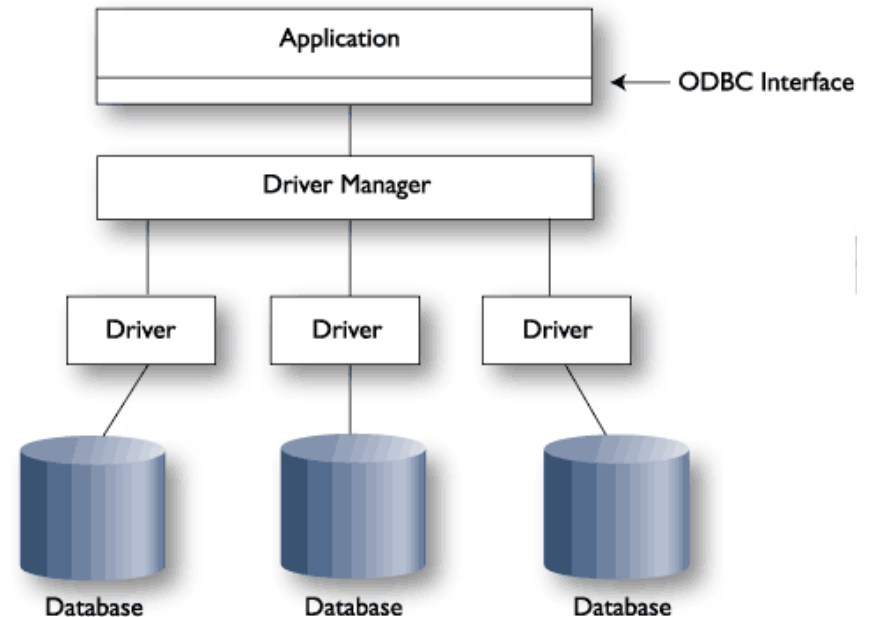 Application
ODBC Interface
Driver Manager
Driver
Driver
Driver
Database
Database
Database